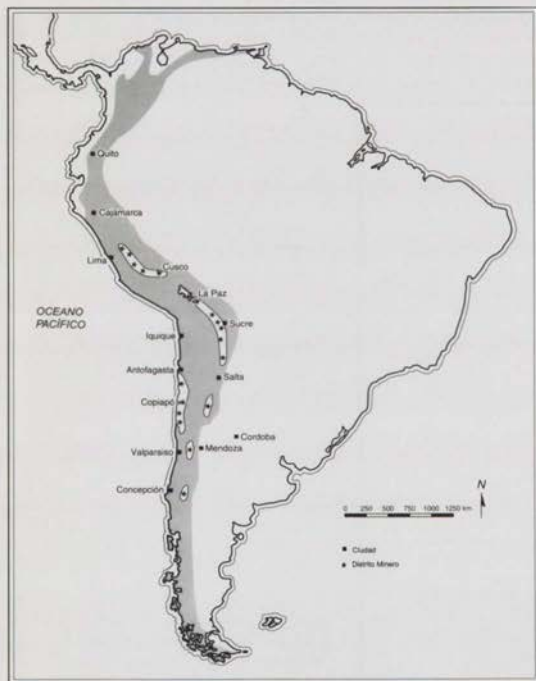 Quito
Cajamarca
Lima
Cusco
La Paz
OCEANO
PACÍFICO
Sucre
Iquique
Antofagasta
Salta
Copiapó
Cordoba
Mendoza
Valparaiso
Concepción
N
0 250 500 750 1000 1250 km
Ciudad
Distrito Minero